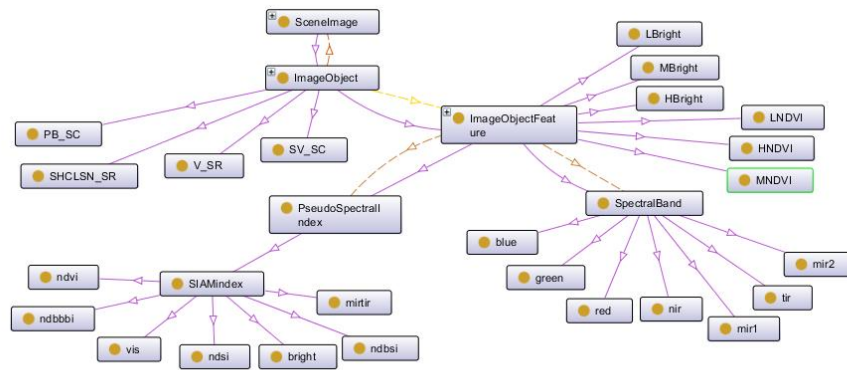 SceneImage
LBright
MBright
ImageObject
HBright
ImageObjectFeat
ure
LNDVI
PB_SC
SV_SC
HNDVI
V_SR
SHCLSN_SR
MNDVI
PseudoSpectralI
ndex
SpectralBand
blue
mir2
ndvi
green
SIAMindex
tir
mirtir
red
nir
ndbbbi
mir1
vis
ndbsi
ndsi
bright